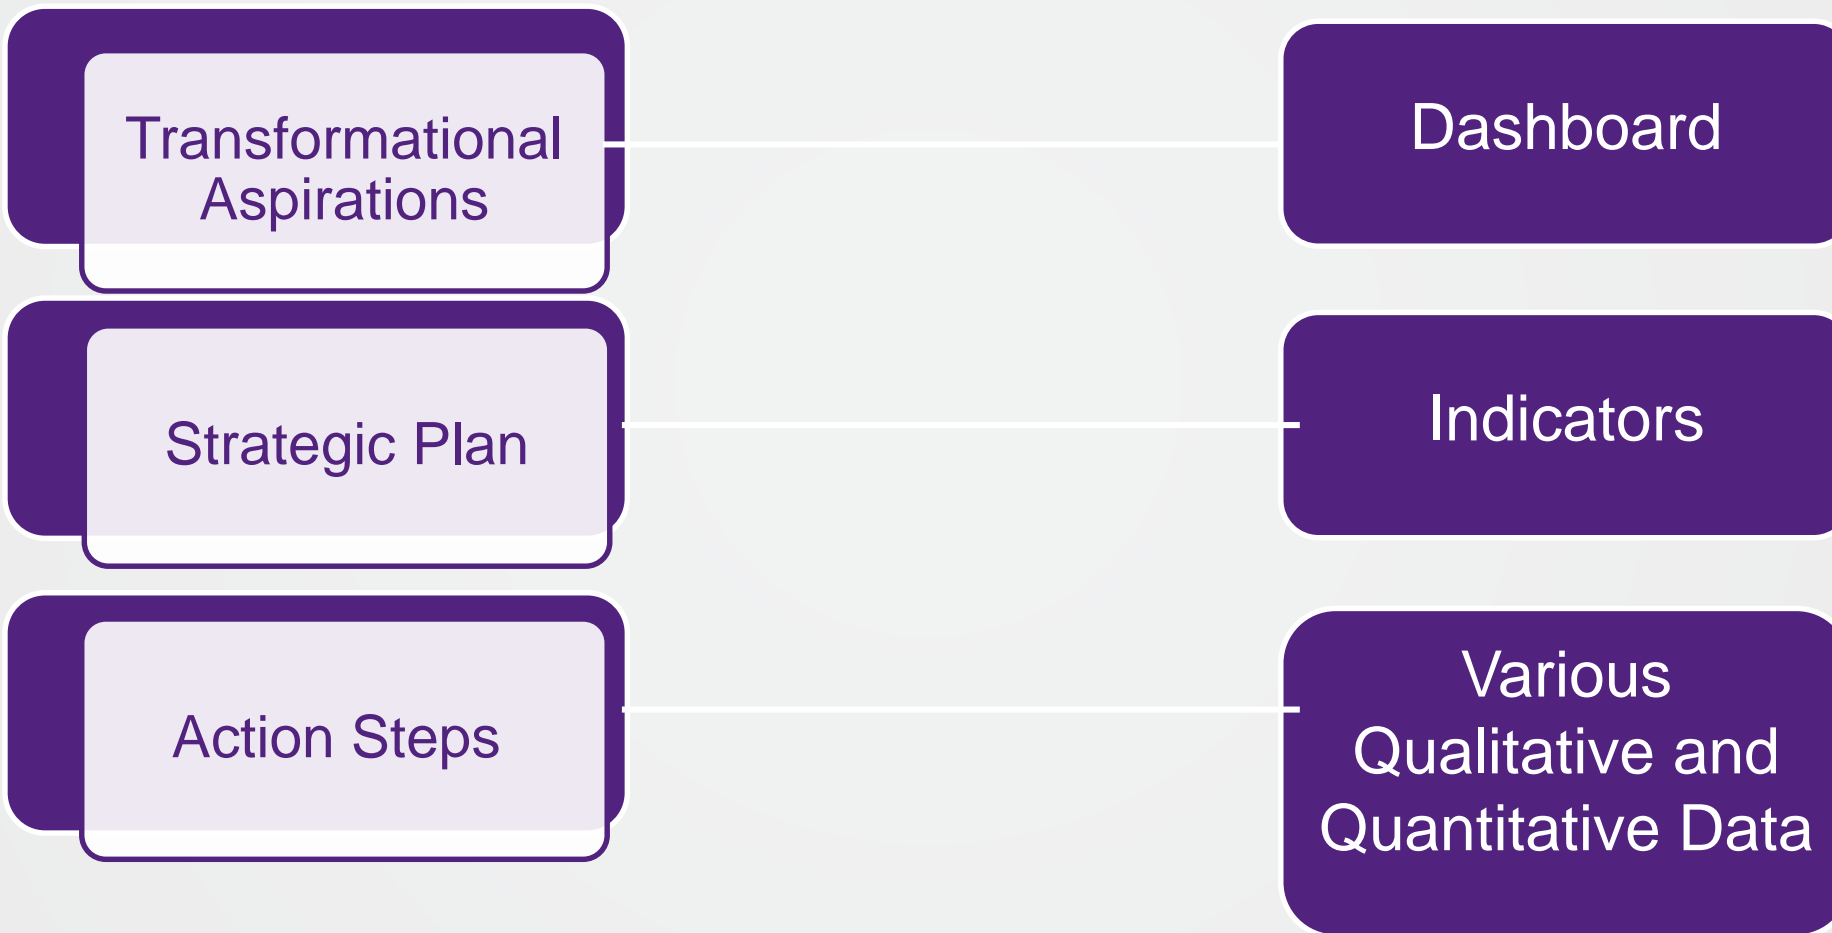 Transformational
Aspirations
Dashboard
Strategic Plan
Indicators
Action Steps
Various
Qualitative and
Quantitative Data